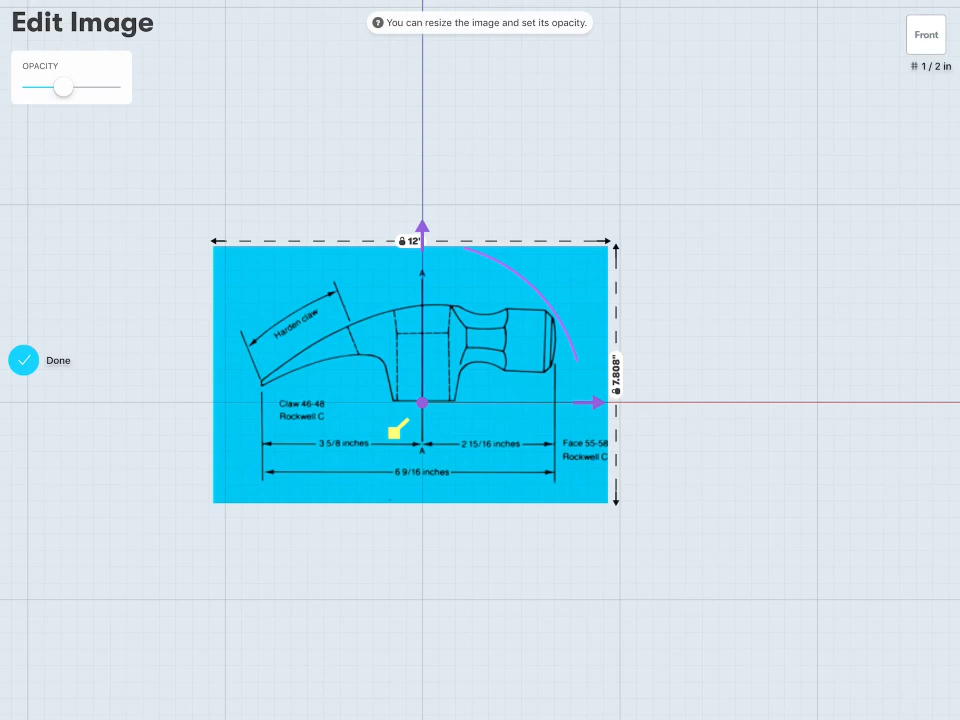 Edit Image
You can resize the image and set its opacity.
Front
# 1 / 2 in
OPACITY
Done
12"
7.808"
A
Harden claw
Claw 46-48
Rockwell C
3 5/8 inches
2 15/16 inches
Face 55-58
Rockwell C
A
6 9/16 inches